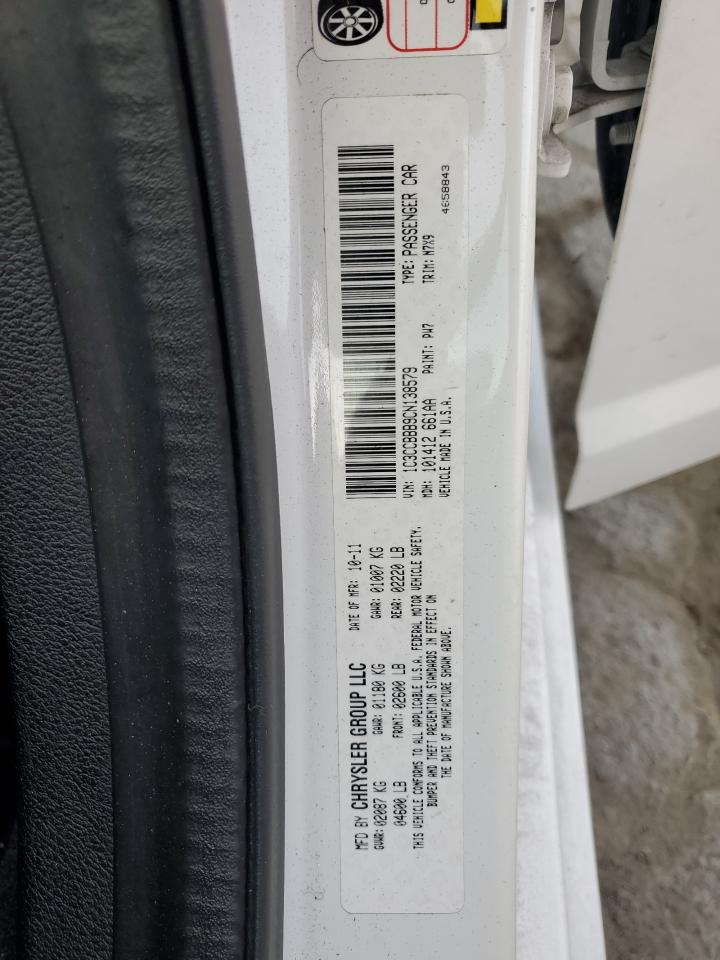 MFD BY CHRYSLER GROUP LLC DATE OF MFR: 10-11
GVWR: 02087 KG GAWR: 01180 KG GAWR: 01007 KG
04600 LB FRONT: 02600 LB REAR: 02220 LB
THIS VEHICLE CONFORMS TO ALL APPLICABLE U.S.A. FEDERAL MOTOR VEHICLE SAFETY,
BUMPER AND THEFT PREVENTION STANDARDS IN EFFECT ON
THE DATE OF MANUFACTURE SHOWN ABOVE.
VIN: 1C3CCBBB9CN138579 TYPE: PASSENGER CAR
MDH: 101412 661AA PAINT: PW7 TRIM: N7X9
VEHICLE MADE IN U.S.A. 4658843